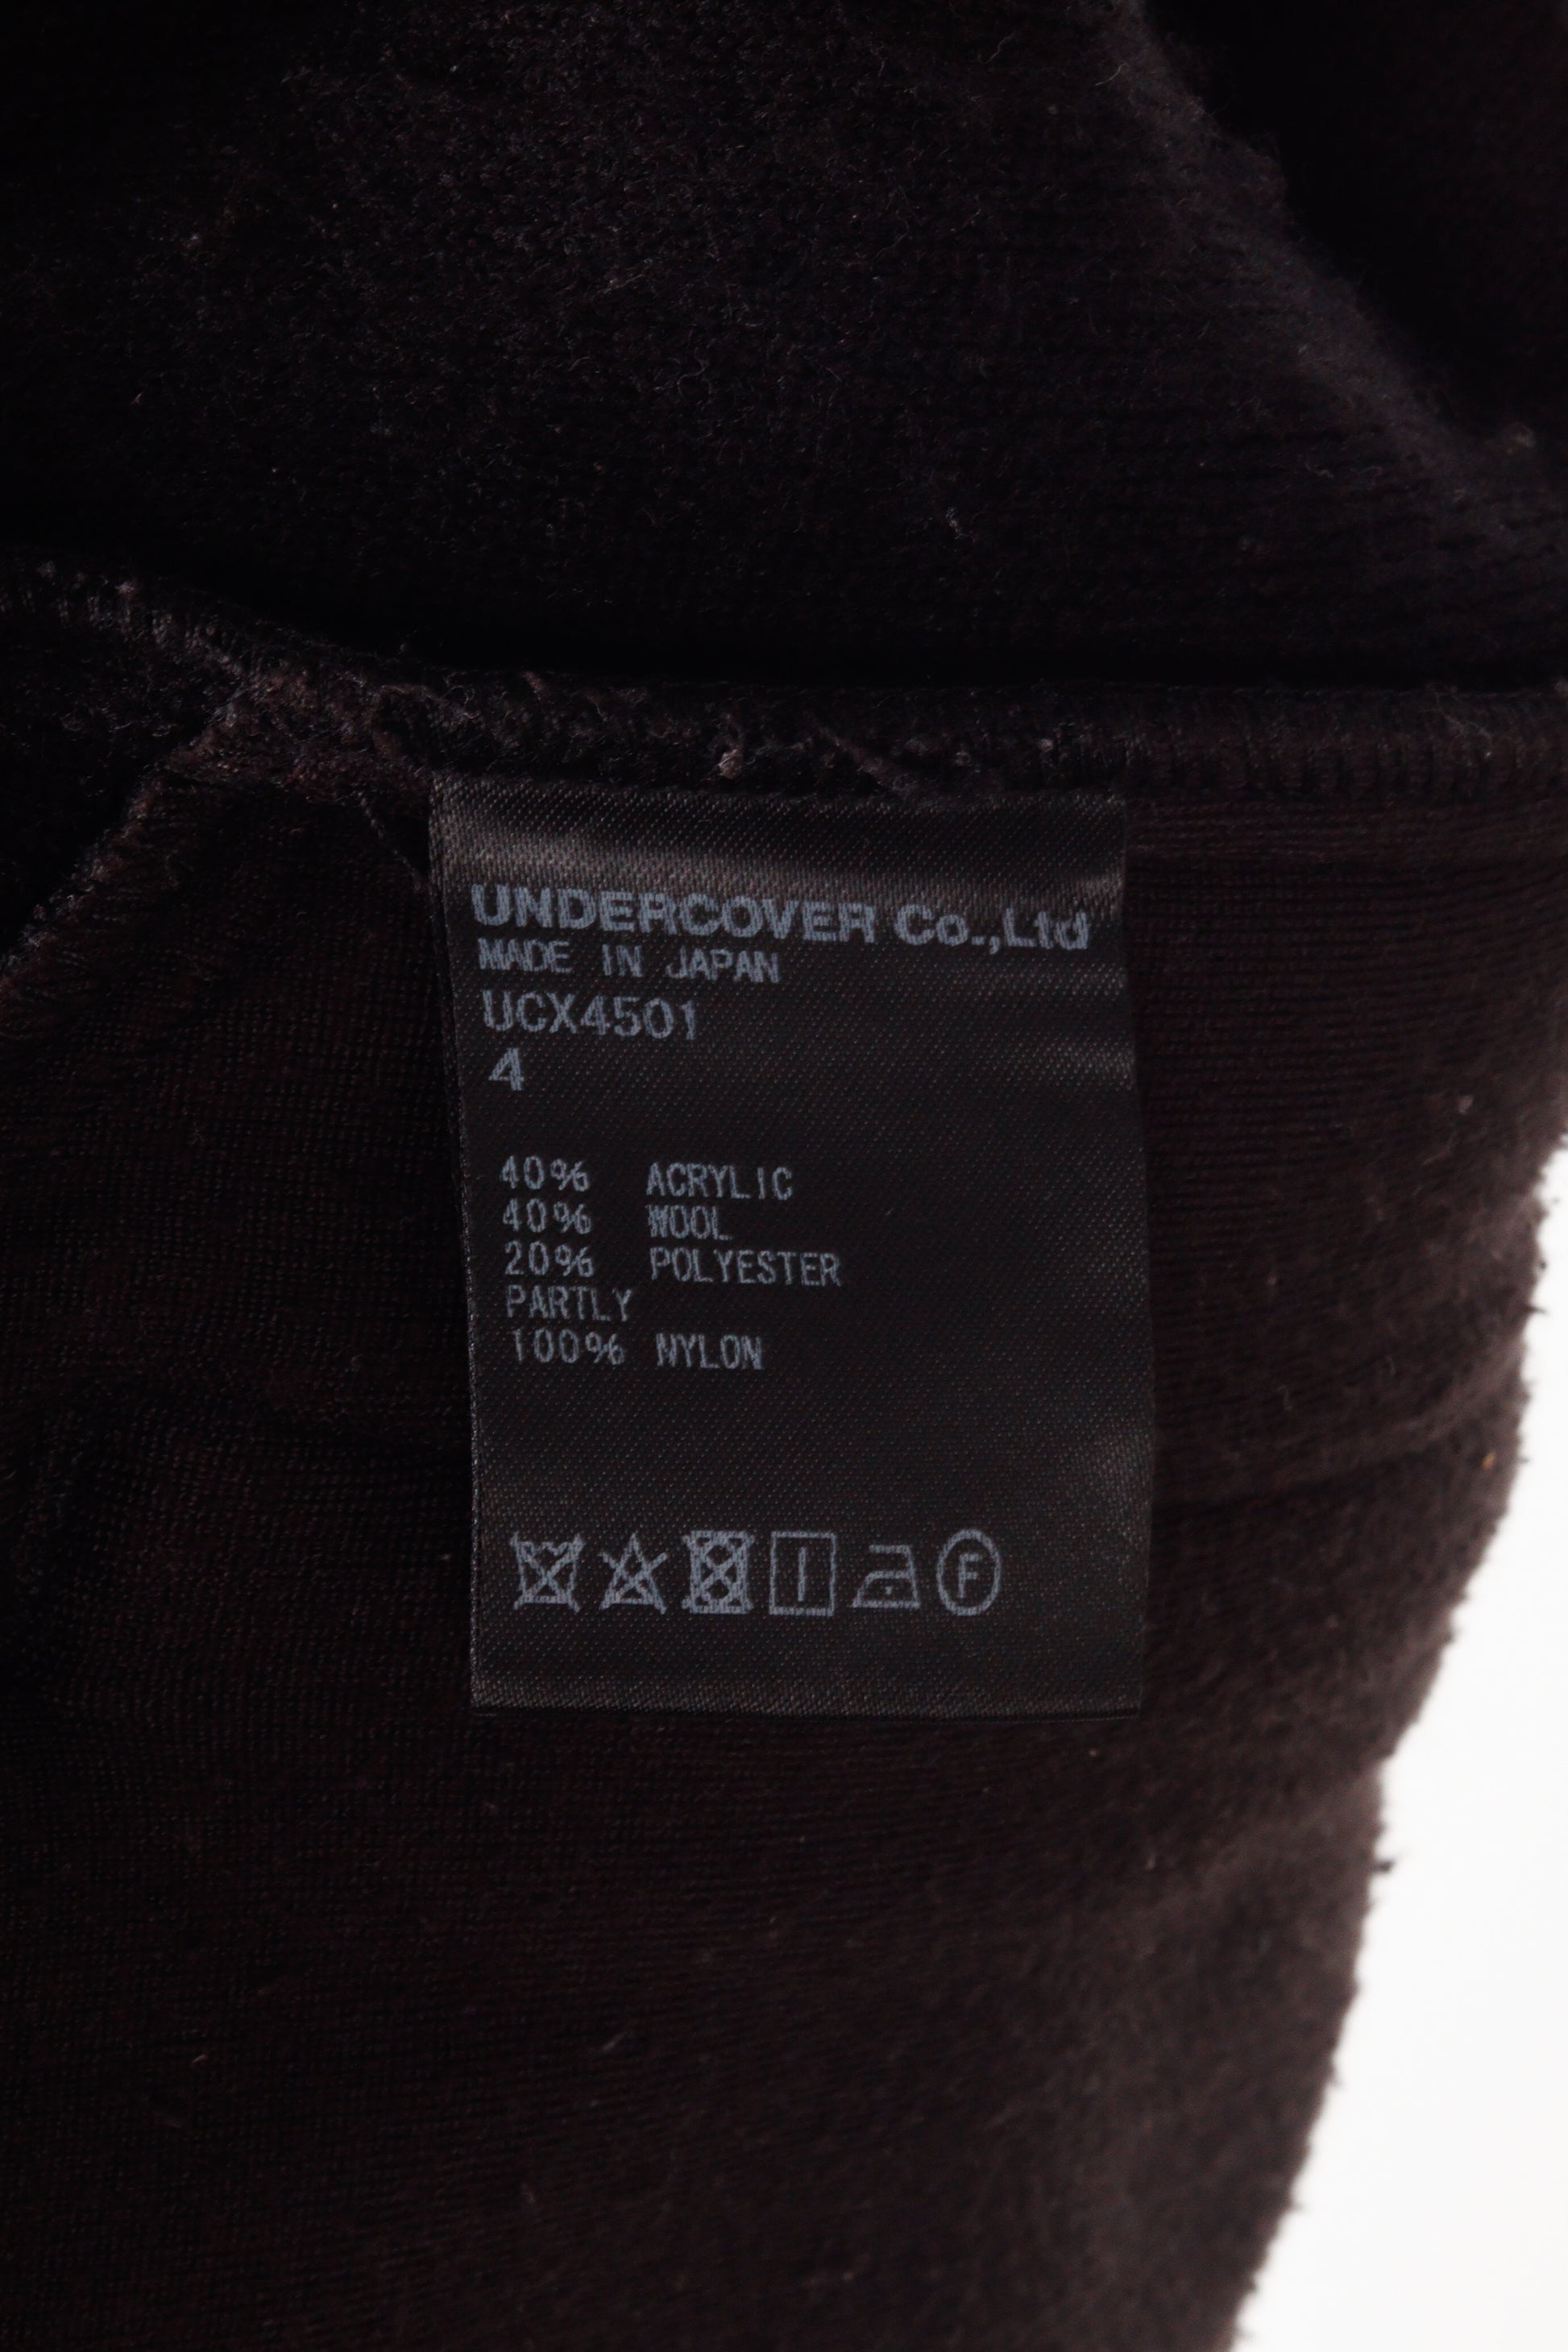 UNDERCOVER Co.,Ltd
MADE IN JAPAN
UCX4501
4
40% ACRYLIC
40% WOOL
20% POLYESTER
PARTLY
100% NYLON
F